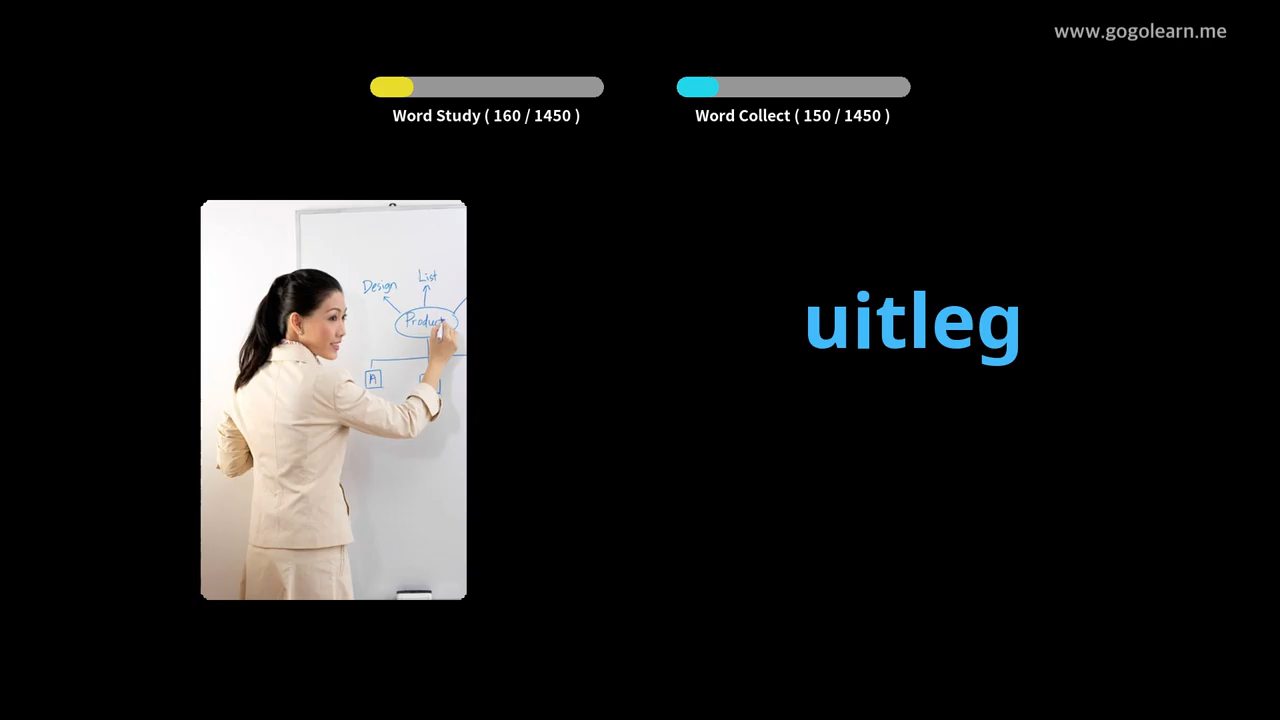 www.gogolearn.me
Word Study ( 160 / 1450 )
Word Collect ( 150 / 1450 )
List
Design
Product
A
uitleg